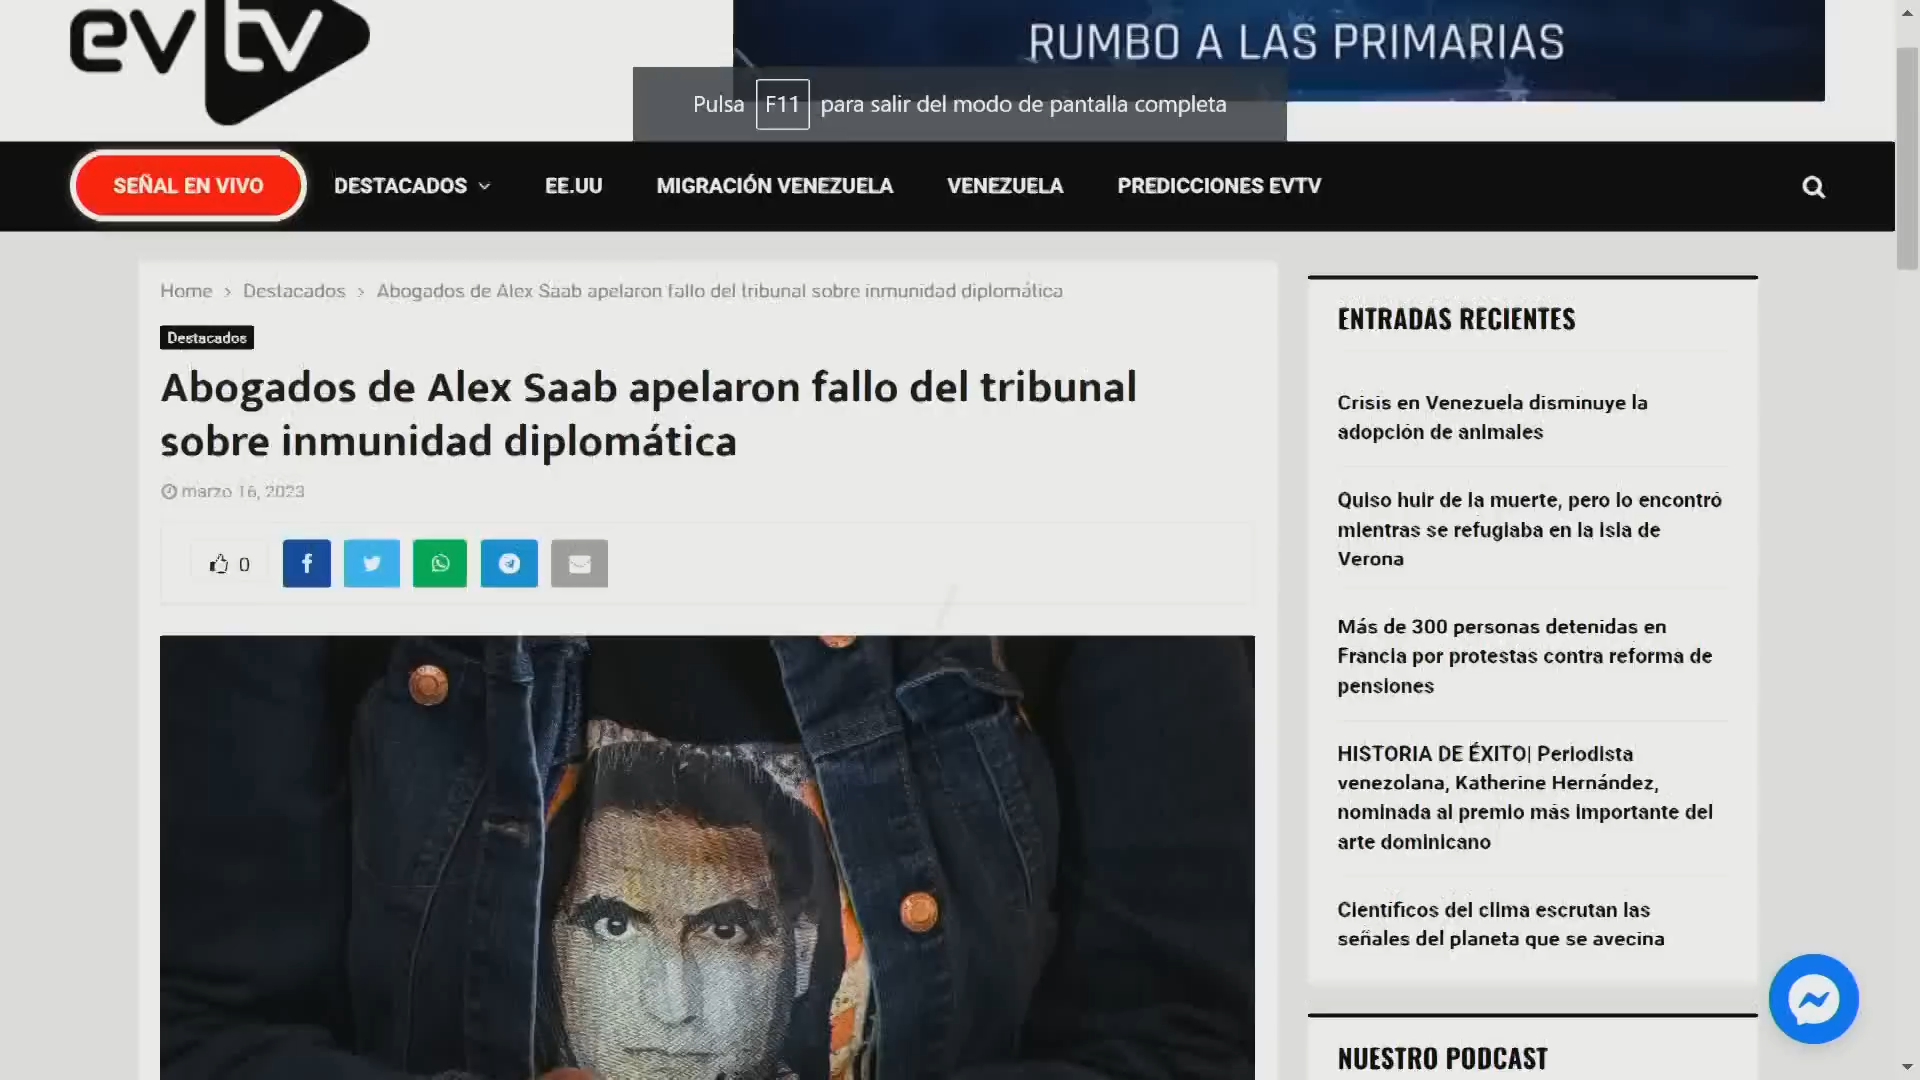 evtv
RUMBO A LAS PRIMARIAS
Pulsa F11 para salir del modo de pantalla completa
SEÑAL EN VIVO DESTACADOS EE.UU MIGRACIÓN VENEZUELA VENEZUELA PREDICCIONES EVTV
Home > Destacados > Abogados de Alex Saab apelaron fallo del tribunal sobre inmunidad diplomática
Destacados
Abogados de Alex Saab apelaron fallo del tribunal
sobre inmunidad diplomática
marzo 16, 2023
0
ENTRADAS RECIENTES
Crisis en Venezuela disminuye la
adopción de animales
Quiso huir de la muerte, pero lo encontró
mientras se refugiaba en la isla de
Verona
Más de 300 personas detenidas en
Francia por protestas contra reforma de
pensiones
HISTORIA DE ÉXITO| Periodista
venezolana, Katherine Hernández,
nominada al premio más importante del
arte dominicano
Científicos del clima escrutan las
señales del planeta que se avecina
NUESTRO PODCAST